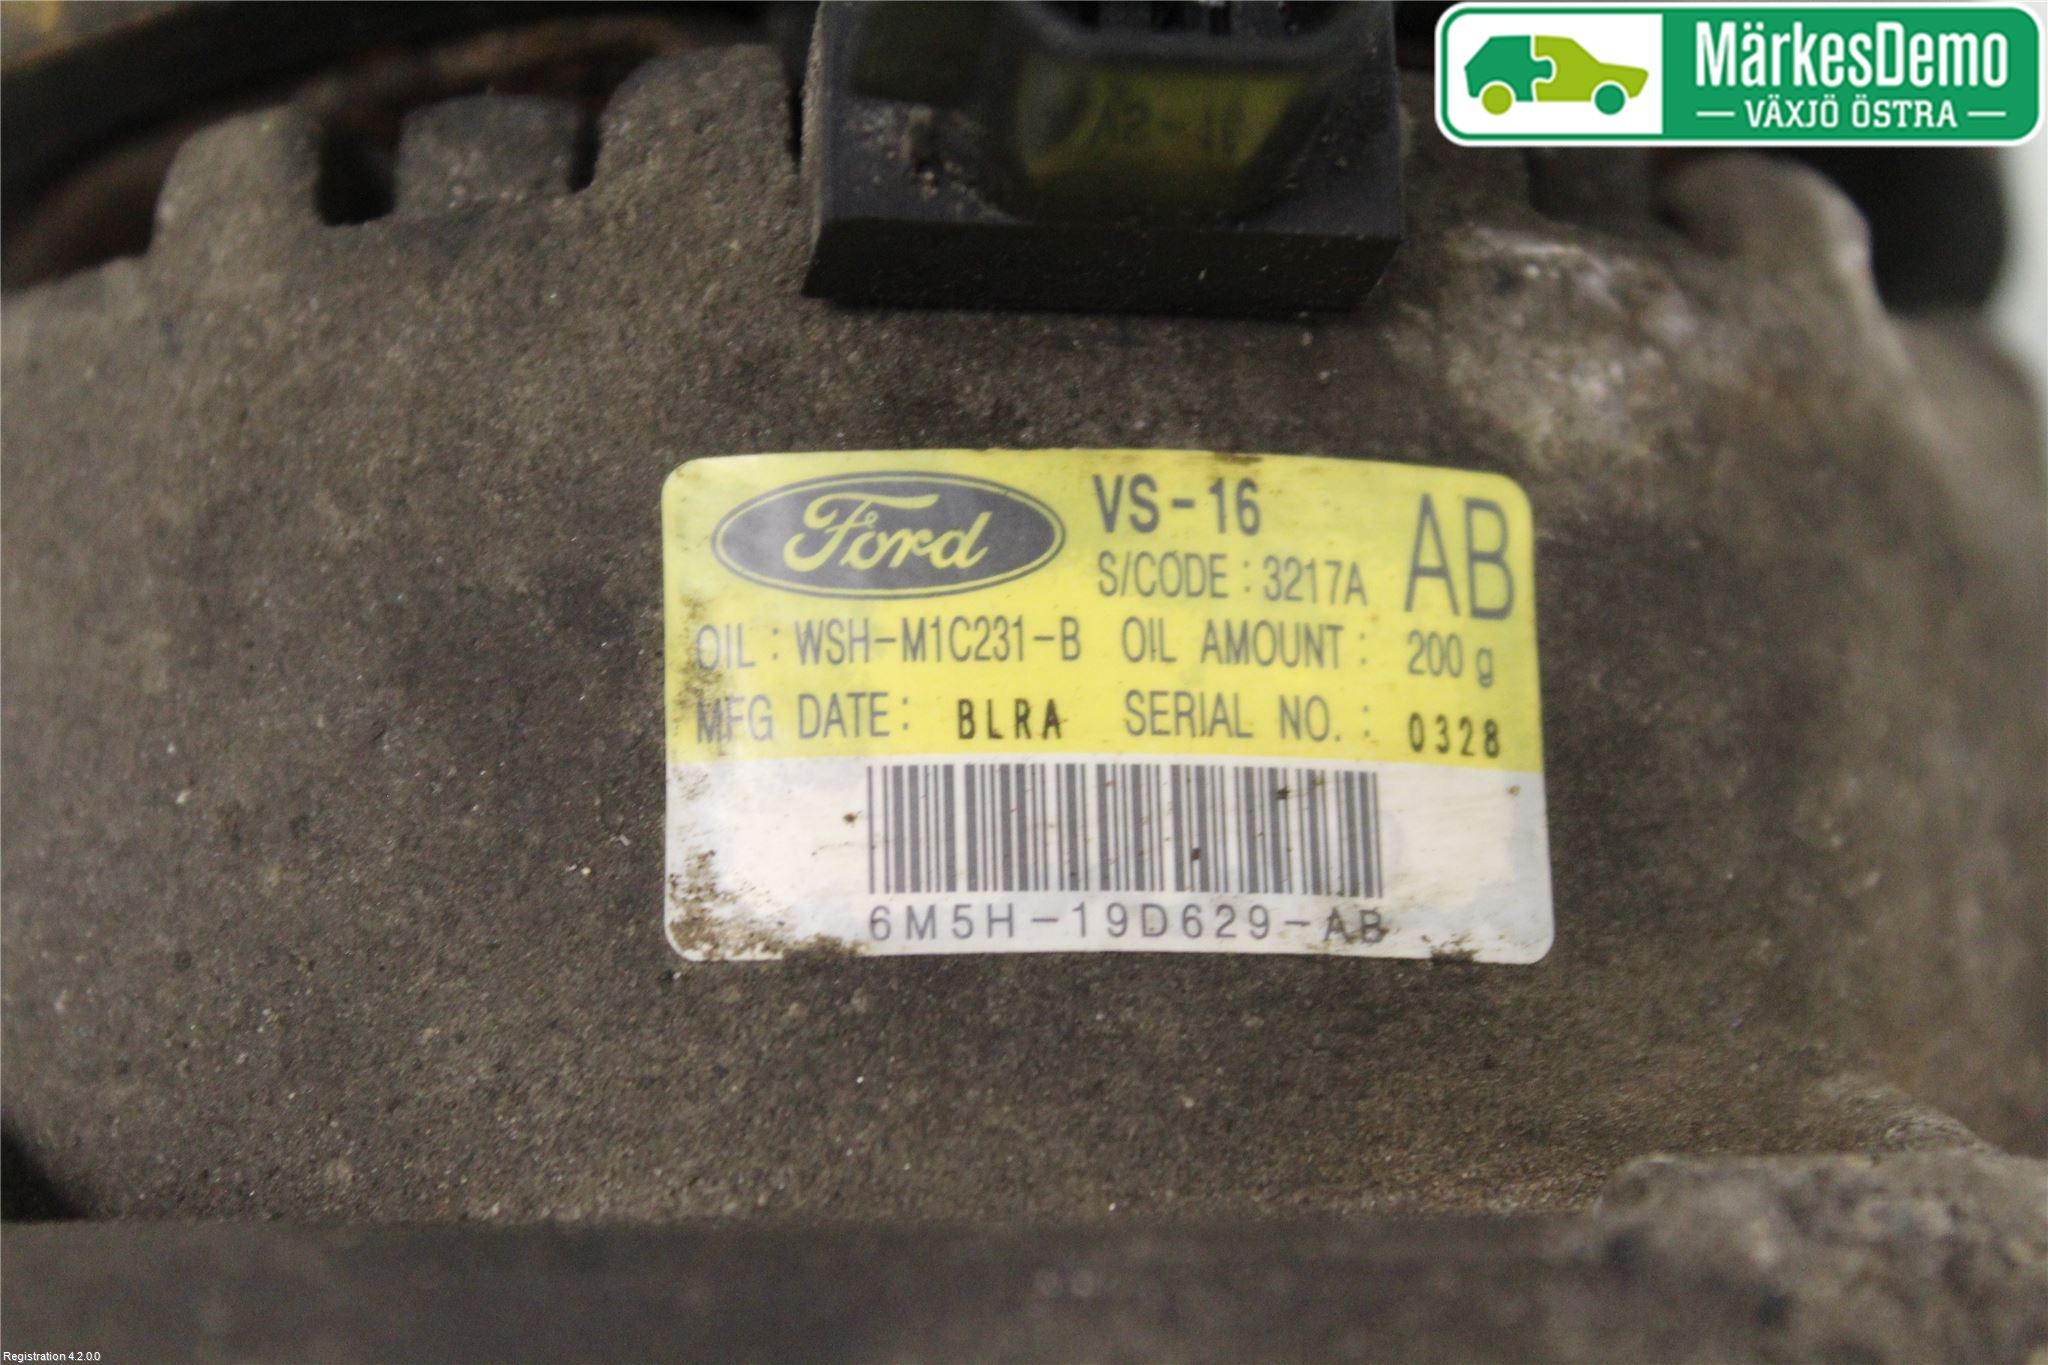 MärkesDemo
— VÄXJÖ ÖSTRA —
Ford
VS-16
AB
S/CODE : 3217A
OIL : WSH-M1C231-B OIL AMOUNT : 200 g
MFG DATE : BLRA SERIAL NO. : 0328
6M5H-19D629-AB
Registration 4.2.0.0